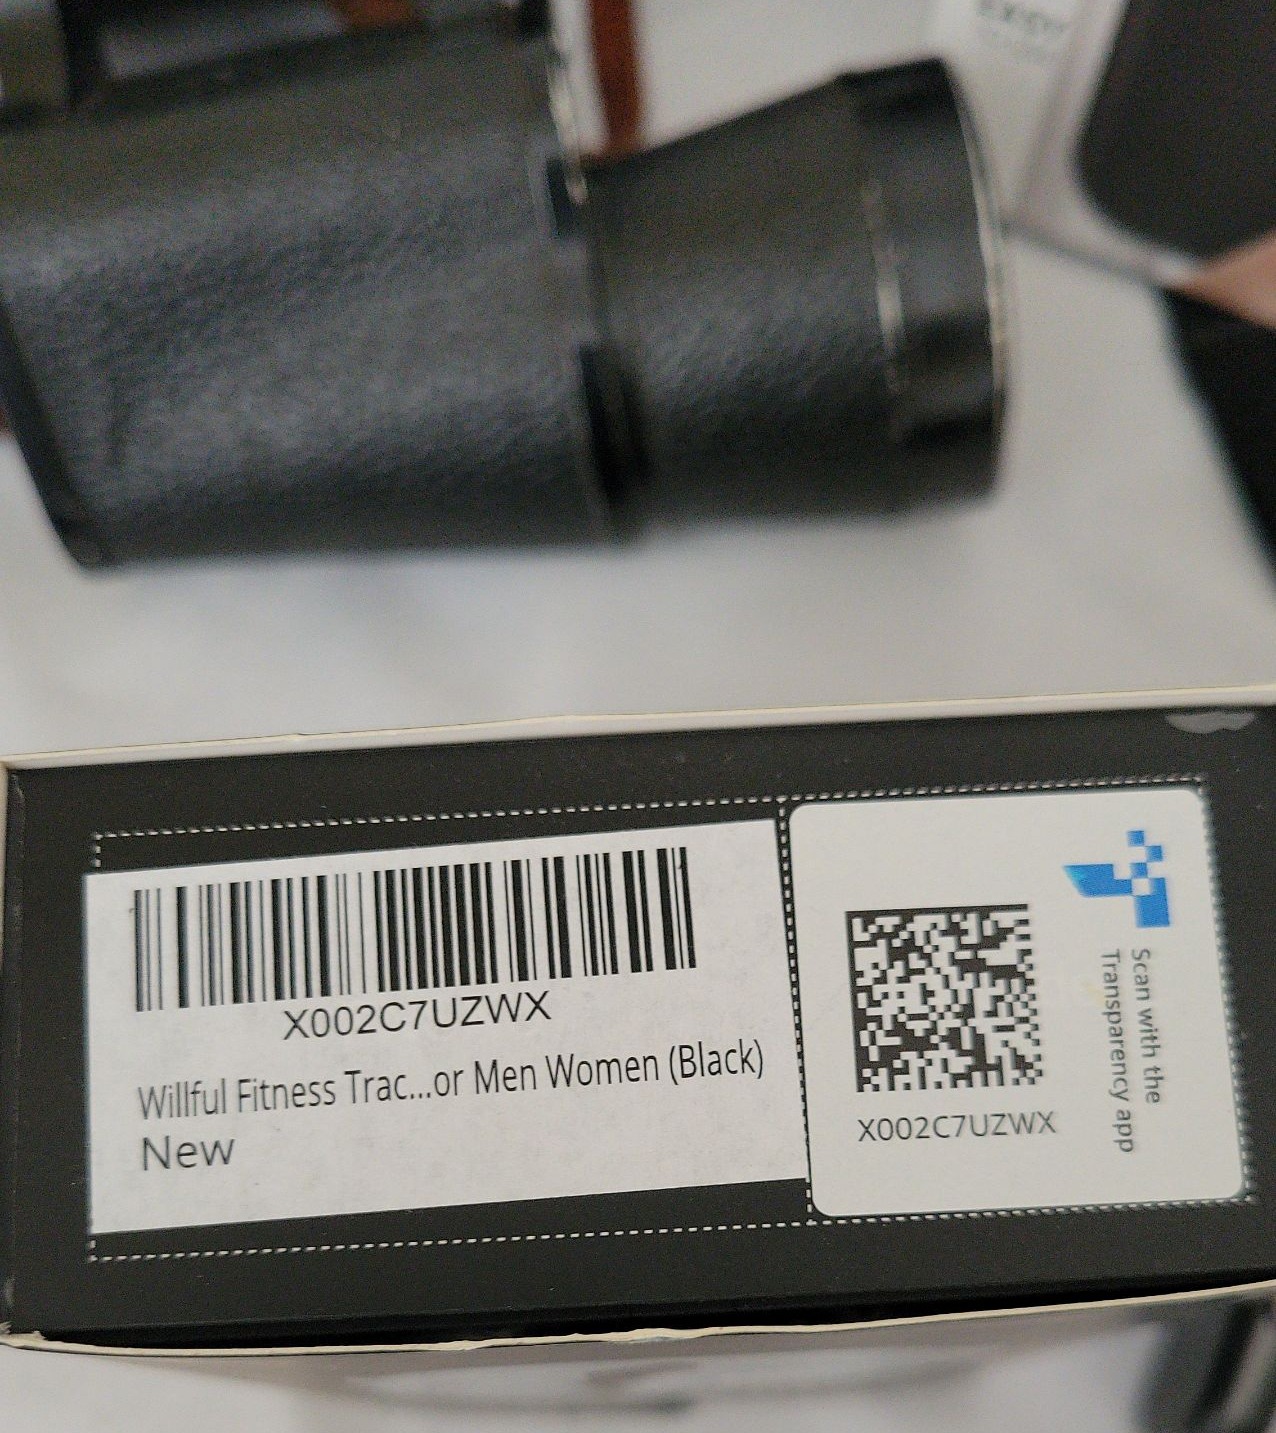 X002C7UZWX
Willful Fitness Trac...or Men Women (Black)
New
X002C7UZWX
Scan with the
Transparency app